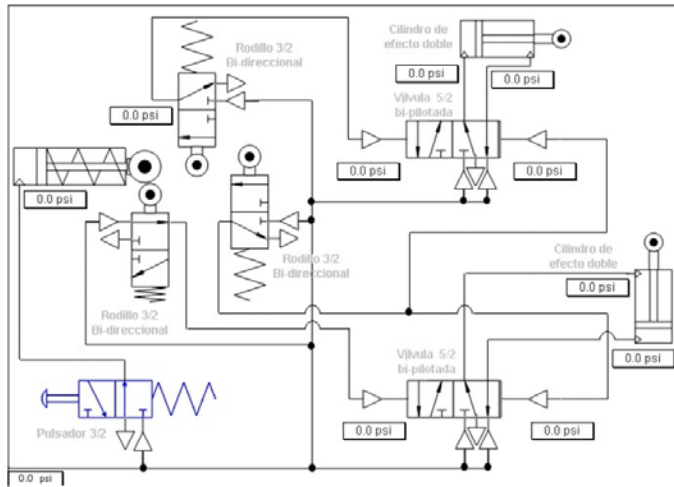 Rodillo 3/2
Bi-direccional
Cilindro de
efecto doble
0.0 psi
0.0 psi
0.0 psi
Vįlvula 5/2
bi-pilotada
0.0 psi
0.0 psi
0.0 psi
Cilindro de
efecto doble
Rodillo 3/2
Bi-direccional
0.0 psi
Rodillo 3/2
Bi-direccional
Vįlvula 5/2
bi-pilotada
0.0 psi
Pulsador 3/2
0.0 psi
0.0 psi
0.0 psi